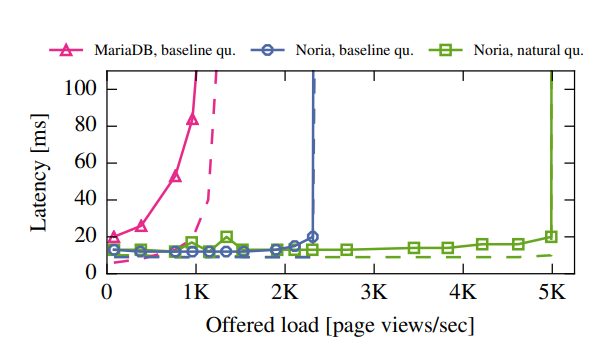 MariaDB, baseline qu. Noria, baseline qu. Noria, natural qu.
100
80
60
40
20
0
Latency [ms]
0 1K 2K 3K 4K 5K
Offered load [page views/sec]